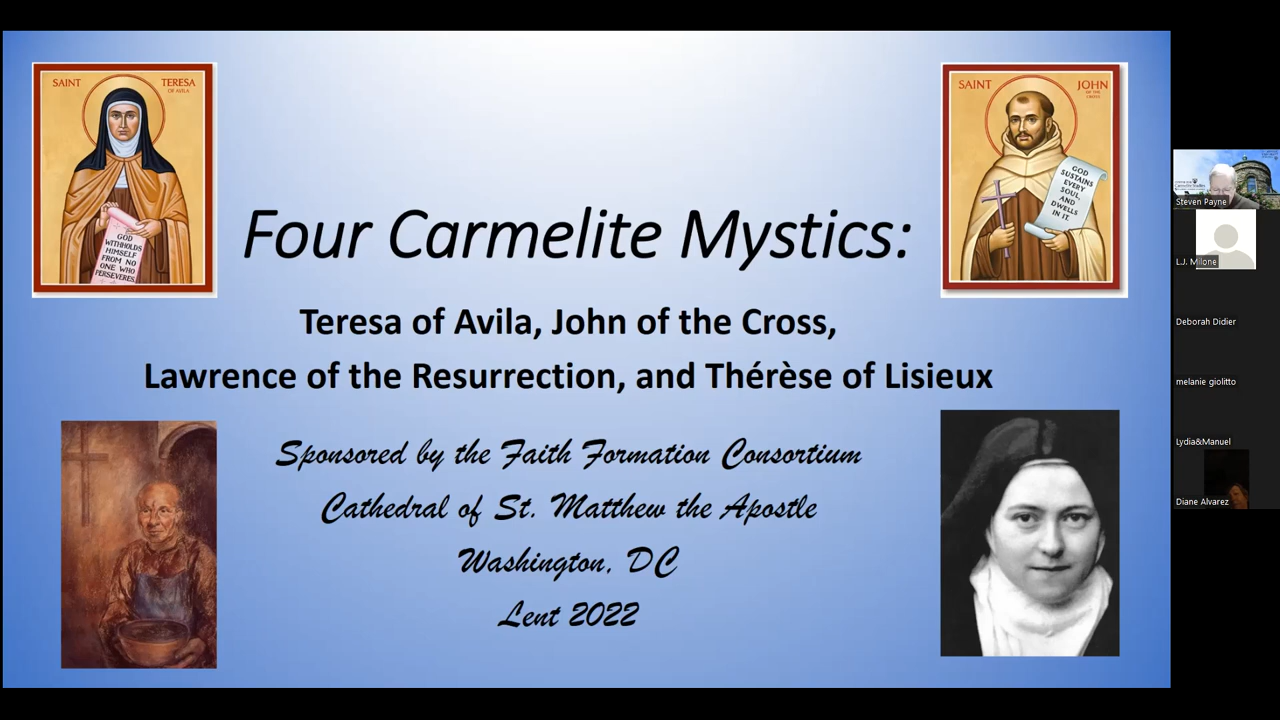 SAINT TERESA
OF AVILA
GOD
WITHHOLDS
HIMSELF
FROM NO
ONE WHO
PERSEVERES.
SAINT JOHN
OF THE
CROSS
GOD
SUSTAINS
EVERY
SOUL,
AND
DWELLS
IN IT.
Four Carmelite Mystics:
Teresa of Avila, John of the Cross,
Lawrence of the Resurrection, and Thérèse of Lisieux
Sponsored by the Faith Formation Consortium
Cathedral of St. Matthew the Apostle
Washington, DC
Lent 2022
Steven Payne
L.J. Milone
Deborah Didier
melanie giolitto
Lydia&Manuel
Diane Alvarez